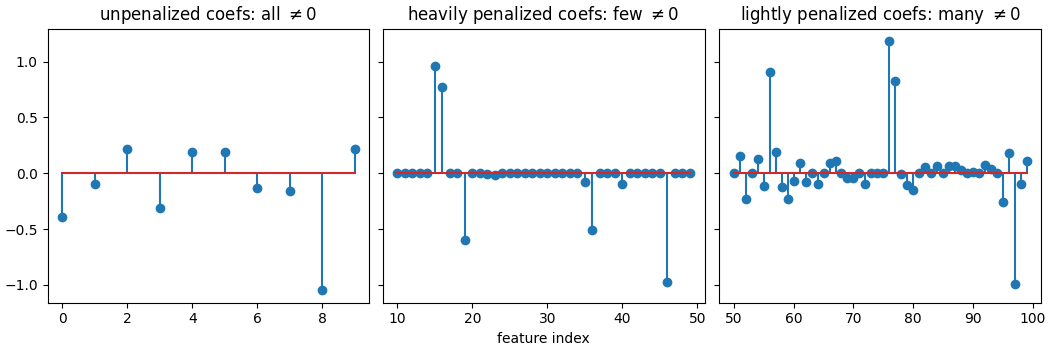 unpenalized coefs: all ≠0
heavily penalized coefs: few ≠0
lightly penalized coefs: many ≠0
1.0
0.5
0.0
−0.5
−1.0
0 2 4 6 8
10 20 30 40 50
50 60 70 80 90 100
feature index